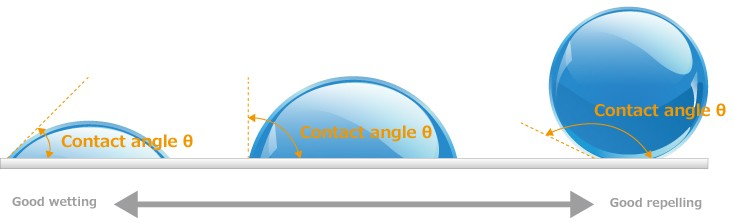 Contact angle θ
Contact angle θ
Contact angle θ
Good wetting
Good repelling